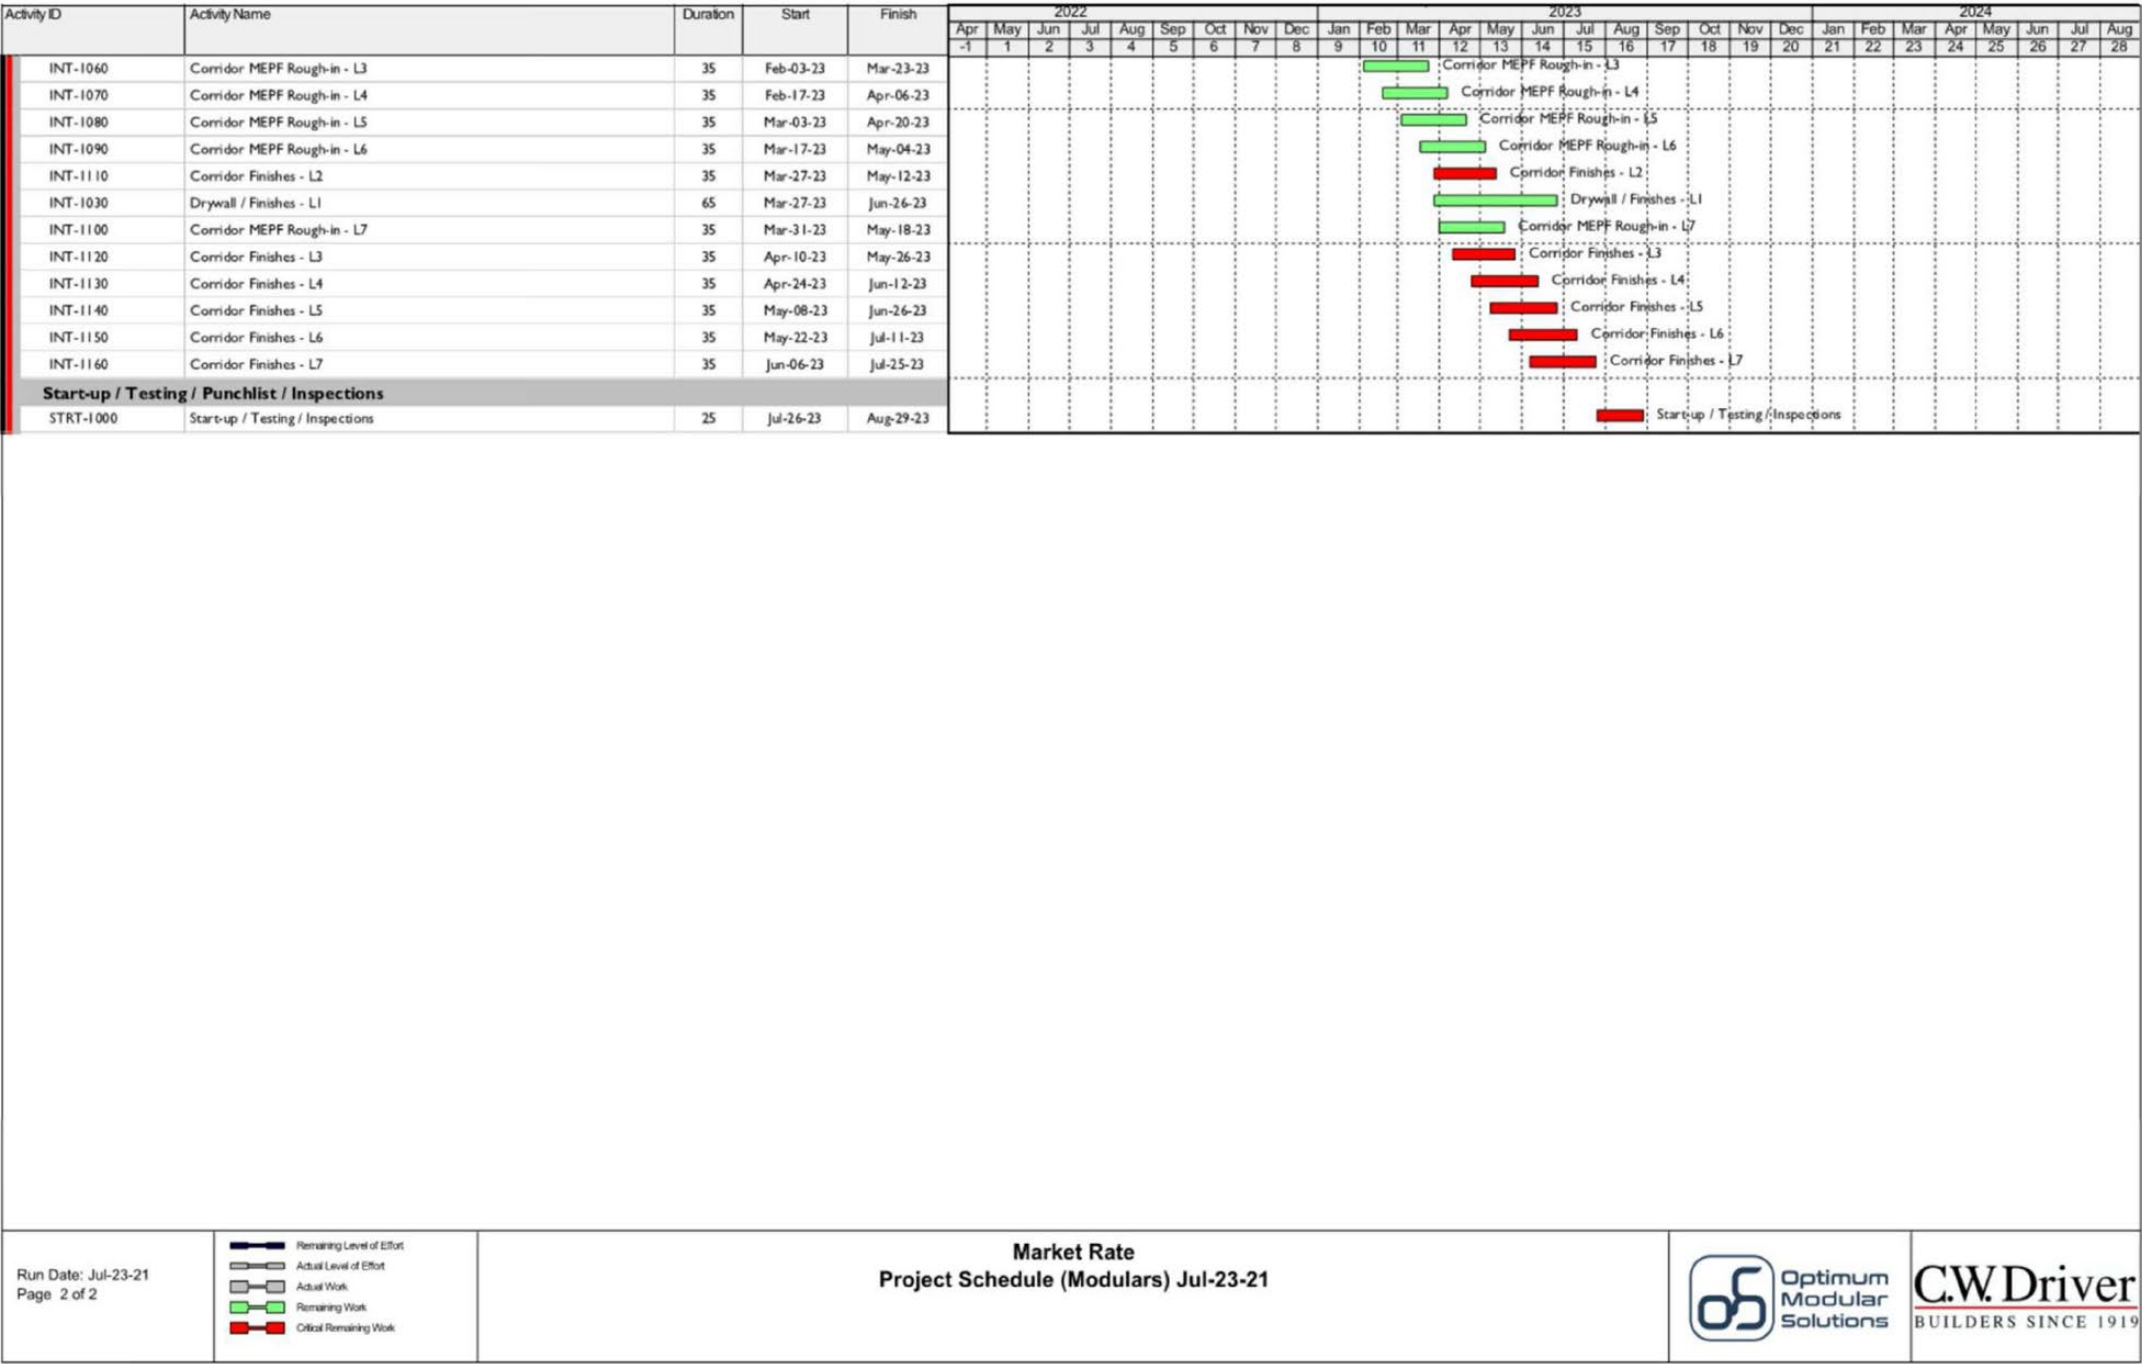 Activity ID Activity Name Duration Start Finish 2022 2023 2024
Apr May Jun Jul Aug Sep Oct Nov Dec Jan Feb Mar Apr May Jun Jul Aug Sep Oct Nov Dec Jan Feb Mar Apr May Jun Jul Aug
-1 1 2 3 4 5 6 7 8 9 10 11 12 13 14 15 16 17 18 19 20 21 22 23 24 25 26 27 28
INT-1060 Corridor MEPF Rough-in - L3 35 Feb-03-23 Mar-23-23 Corridor MEPF Rough-in - L3
INT-1070 Corridor MEPF Rough-in - L4 35 Feb-17-23 Apr-06-23 Corridor MEPF Rough-in - L4
INT-1080 Corridor MEPF Rough-in - L5 35 Mar-03-23 Apr-20-23 Corridor MEPF Rough-in - L5
INT-1090 Corridor MEPF Rough-in - L6 35 Mar-17-23 May-04-23 Corridor MEPF Rough-in - L6
INT-1110 Corridor Finishes - L2 35 Mar-27-23 May-12-23 Corridor Finishes - L2
INT-1030 Drywall / Finishes - L1 65 Mar-27-23 Jun-26-23 Drywall / Finishes - L1
INT-1100 Corridor MEPF Rough-in - L7 35 Mar-31-23 May-18-23 Corridor MEPF Rough-in - L7
INT-1120 Corridor Finishes - L3 35 Apr-10-23 May-26-23 Corridor Finishes - L3
INT-1130 Corridor Finishes - L4 35 Apr-24-23 Jun-12-23 Corridor Finishes - L4
INT-1140 Corridor Finishes - L5 35 May-08-23 Jun-26-23 Corridor Finishes - L5
INT-1150 Corridor Finishes - L6 35 May-22-23 Jul-11-23 Corridor Finishes - L6
INT-1160 Corridor Finishes - L7 35 Jun-06-23 Jul-25-23 Corridor Finishes - L7
Start-up / Testing / Punchlist / Inspections
STRT-1000 Start-up / Testing / Inspections 25 Jul-26-23 Aug-29-23 Start-up / Testing / Inspections
Run Date: Jul-23-21
Page 2 of 2
Remaining Level of Effort
Actual Level of Effort
Actual Work
Remaining Work
Critical Remaining Work
Market Rate
Project Schedule (Modulars) Jul-23-21
Optimum
Modular
Solutions
C.W. Driver
BUILDERS SINCE 1919